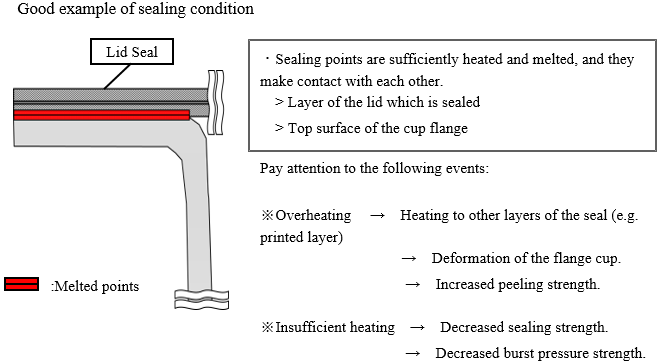 Good example of sealing condition
Lid Seal
・Sealing points are sufficiently heated and melted, and they
make contact with each other.
> Layer of the lid which is sealed
> Top surface of the cup flange
Pay attention to the following events:
※Overheating → Heating to other layers of the seal (e.g.
printed layer)
→ Deformation of the flange cup.
→ Increased peeling strength.
:Melted points
※Insufficient heating → Decreased sealing strength.
→ Decreased burst pressure strength.